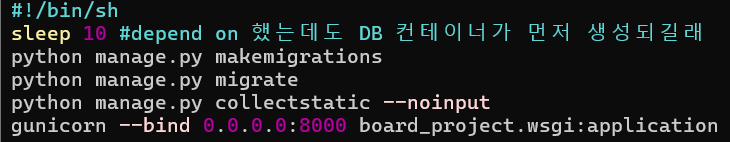 #!/bin/sh
sleep 10 #depend on 했는데도 DB 컨테이너가 먼저 생성되길래
python manage.py makemigrations
python manage.py migrate
python manage.py collectstatic --noinput
gunicorn --bind 0.0.0.0:8000 board_project.wsgi:application